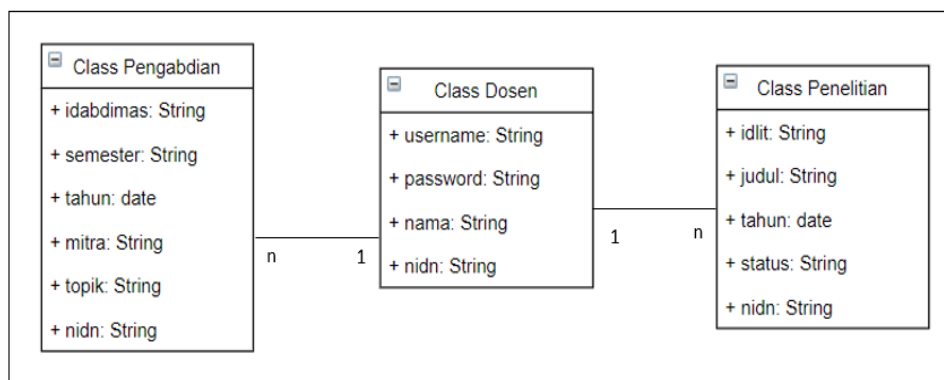 Class Pengabdian
+ idabdimas: String
+ semester: String
+ tahun: date
+ mitra: String
+ topik: String
+ nidn: String
n
1
Class Dosen
+ username: String
+ password: String
+ nama: String
+ nidn: String
1
n
Class Penelitian
+ idlit: String
+ judul: String
+ tahun: date
+ status: String
+ nidn: String